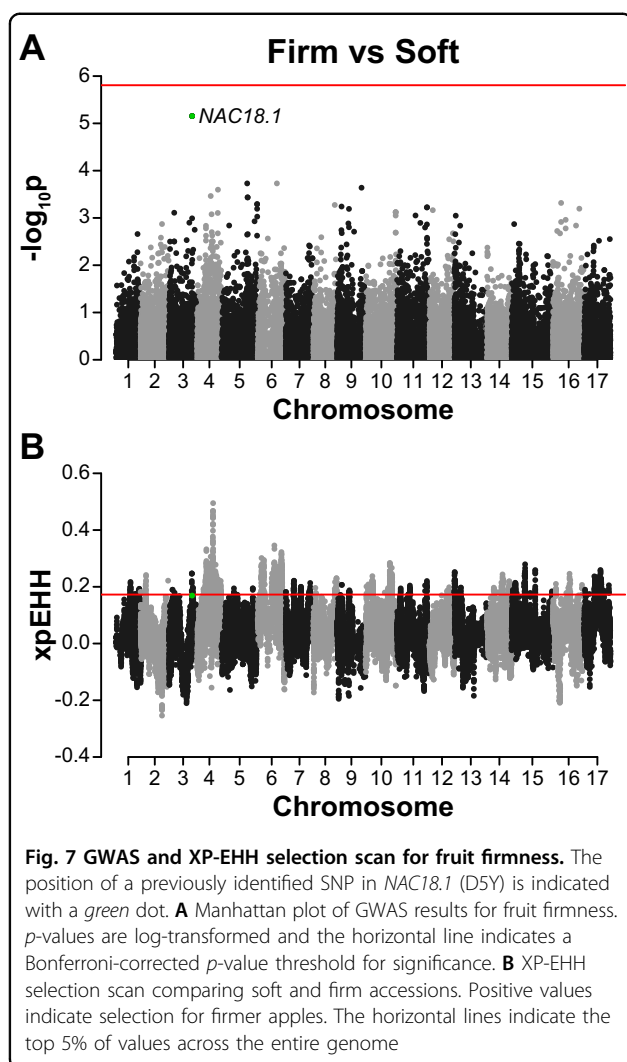 A
Firm vs Soft
6
5
4
3
2
1
0
-log10p
NAC18.1
1 2 3 4 5 6 7 8 9 10 11 12 13 14 15 16 17
Chromosome
B
0.6
0.4
0.2
0.0
-0.2
-0.4
xpEHH
1 2 3 4 5 6 7 8 9 10 11 12 13 14 15 16 17
Chromosome
Fig. 7 GWAS and XP-EHH selection scan for fruit firmness. The
position of a previously identified SNP in NAC18.1 (D5Y) is indicated
with a green dot. A Manhattan plot of GWAS results for fruit firmness.
p-values are log-transformed and the horizontal line indicates a
Bonferroni-corrected p-value threshold for significance. B XP-EHH
selection scan comparing soft and firm accessions. Positive values
indicate selection for firmer apples. The horizontal lines indicate the
top 5% of values across the entire genome